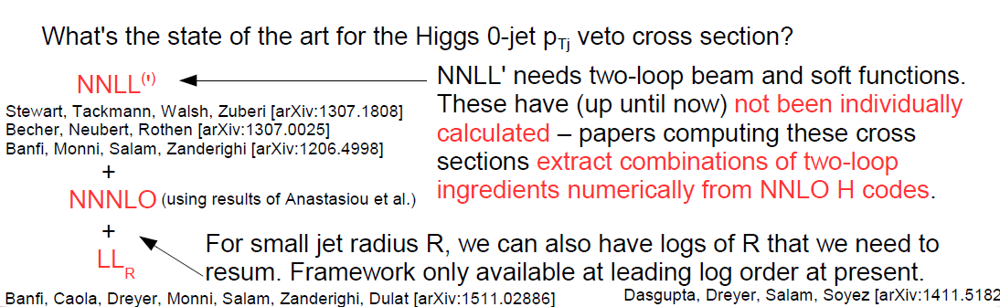 What's the state of the art for the Higgs 0-jet pTj veto cross section?
NNLL(')
Stewart, Tackmann, Walsh, Zuberi [arXiv:1307.1808]
Becher, Neubert, Rothen [arXiv:1307.0025]
Banfi, Monni, Salam, Zanderighi [arXiv:1206.4998]
+
NNNLO (using results of Anastasiou et al.)
+
LLR
Banfi, Caola, Dreyer, Monni, Salam, Zanderighi, Dulat [arXiv:1511.02886]
NNLL' needs two-loop beam and soft functions.
These have (up until now) not been individually
calculated – papers computing these cross
sections extract combinations of two-loop
ingredients numerically from NNLO H codes.
For small jet radius R, we can also have logs of R that we need to
resum. Framework only available at leading log order at present.
Dasgupta, Dreyer, Salam, Soyez [arXiv:1411.5182